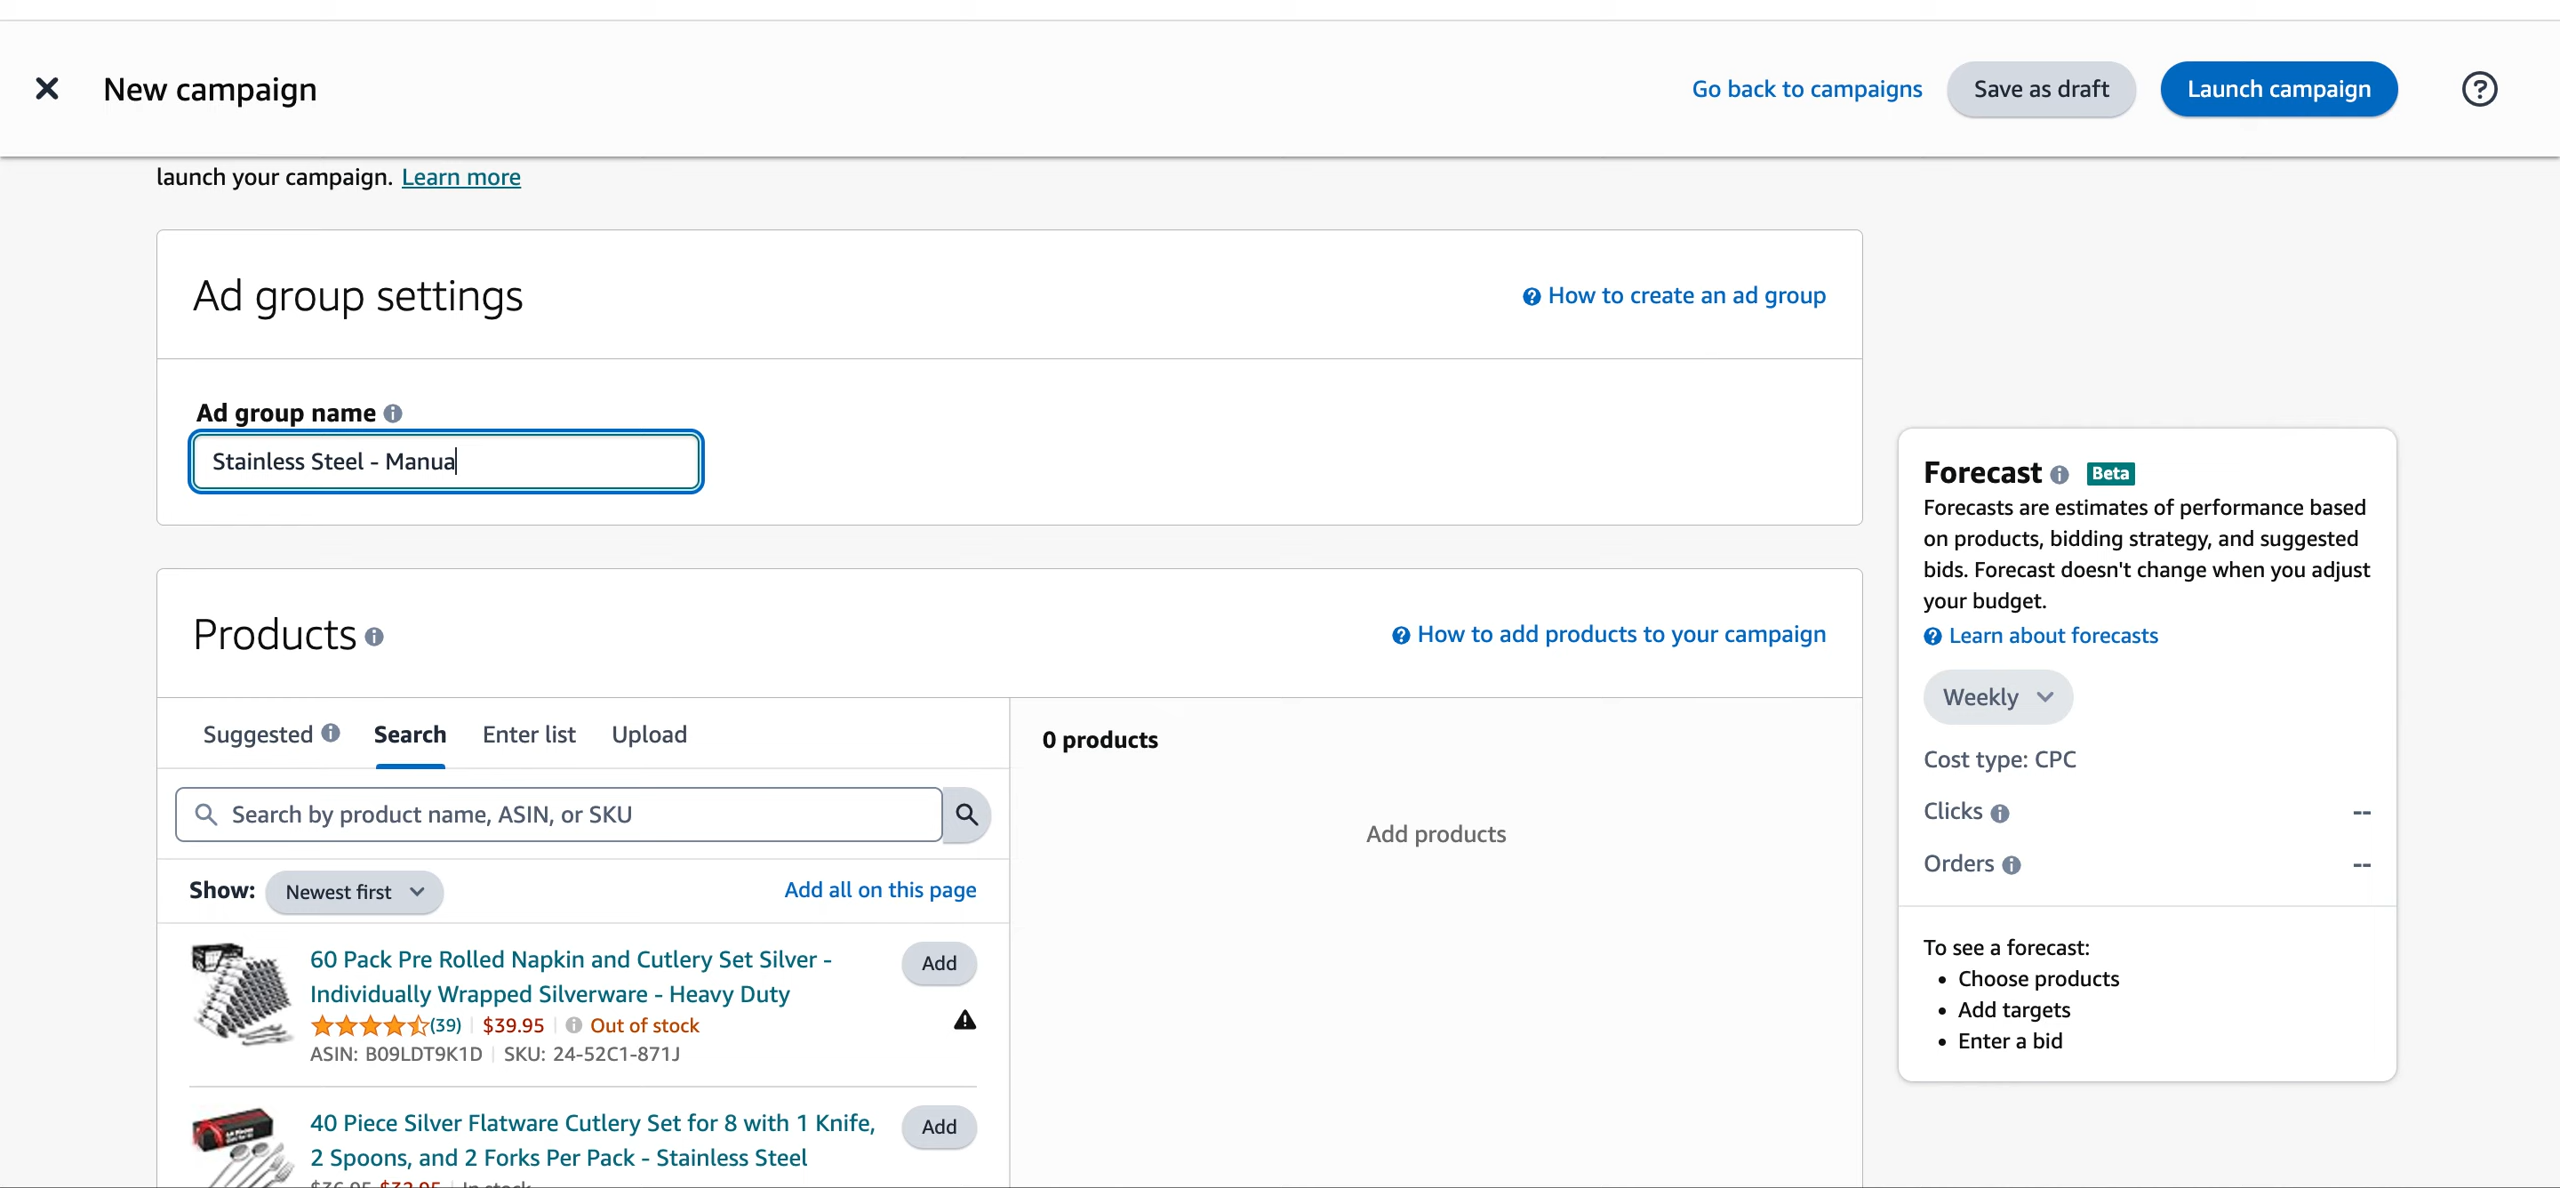 New campaign
Go back to campaigns
Save as draft
Launch campaign
launch your campaign. Learn more
Ad group settings
How to create an ad group
Ad group name
Stainless Steel - Manua
Products
How to add products to your campaign
Suggested
Search
Enter list
Upload
Search by product name, ASIN, or SKU
Show: Newest first
Add all on this page
60 Pack Pre Rolled Napkin and Cutlery Set Silver -
Individually Wrapped Silverware - Heavy Duty
(39) $39.95 Out of stock
ASIN: B09LDT9K1D SKU: 24-52C1-871J
Add
40 Piece Silver Flatware Cutlery Set for 8 with 1 Knife,
2 Spoons, and 2 Forks Per Pack - Stainless Steel
$36.95 $32.95 In stock
Add
0 products
Add products
Forecast Beta
Forecasts are estimates of performance based
on products, bidding strategy, and suggested
bids. Forecast doesn't change when you adjust
your budget.
Learn about forecasts
Weekly
Cost type: CPC
Clicks --
Orders --
To see a forecast:
• Choose products
• Add targets
• Enter a bid